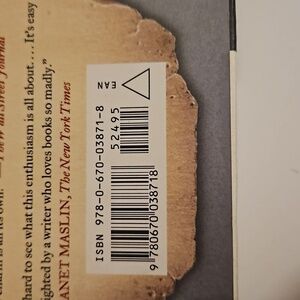 The Wall Street Journal
hard to see what this enthusiasm is all about. . . . It's easy
ghted by a writer who loves books so madly."
ANET MASLIN, The New York Times
EAN
ISBN 978-0-670-03871-8
52495
9 780670 038718